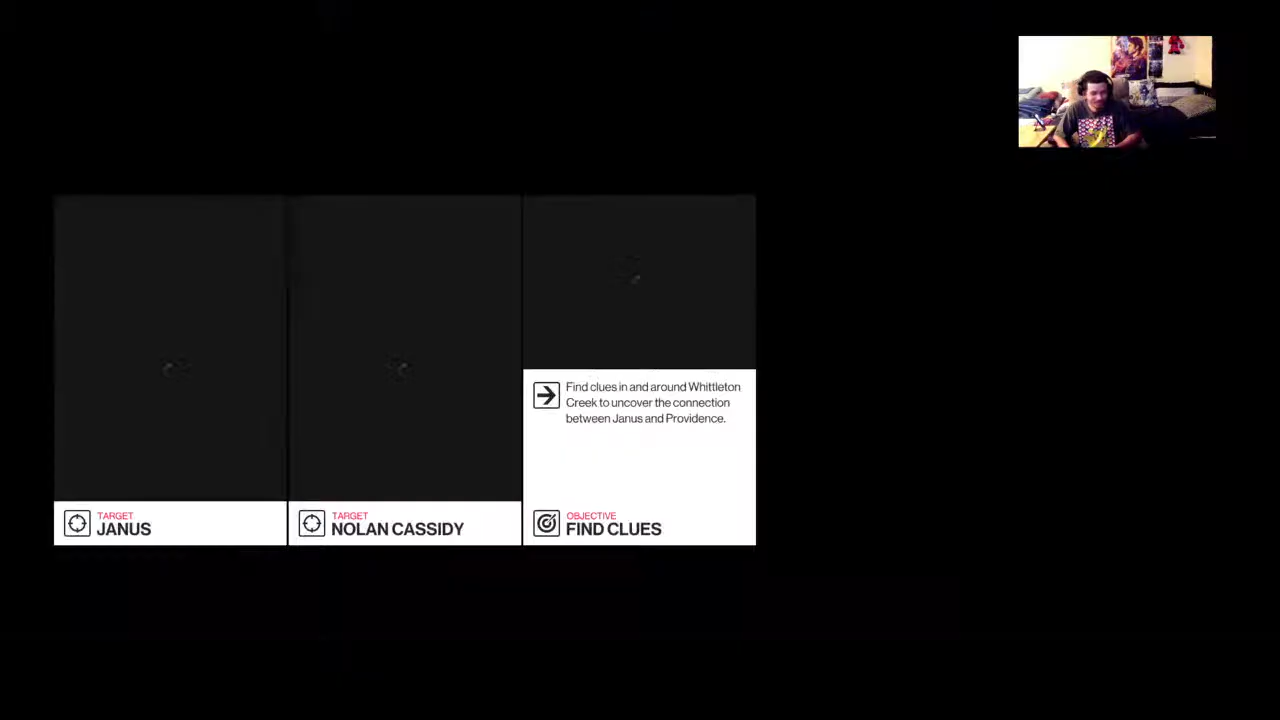 TARGET
JANUS
TARGET
NOLAN CASSIDY
Find clues in and around Whittleton
Creek to uncover the connection
between Janus and Providence.
OBJECTIVE
FIND CLUES